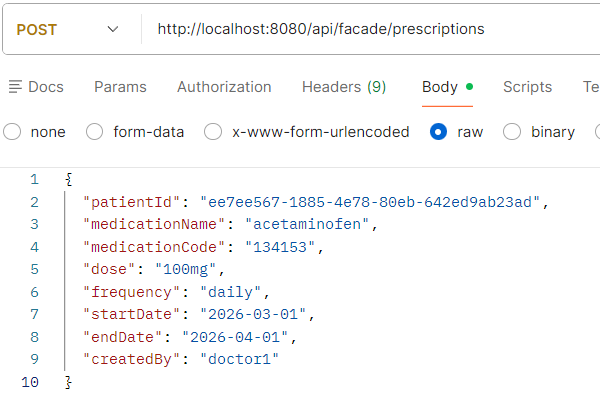 POST http://localhost:8080/api/facade/prescriptions
Docs Params Authorization Headers (9) Body Scripts Te
none form-data x-www-form-urlencoded raw binary
1 {
2 "patientId": "ee7ee567-1885-4e78-80eb-642ed9ab23ad",
3 "medicationName": "acetaminofen",
4 "medicationCode": "134153",
5 "dose": "100mg",
6 "frequency": "daily",
7 "startDate": "2026-03-01",
8 "endDate": "2026-04-01",
9 "createdBy": "doctor1"
10 }